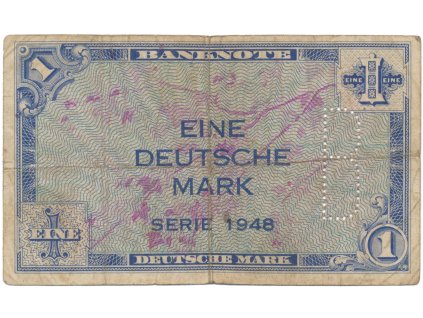 BANKNOTE
1
EINE 1 EINE
EINE
DEUTSCHE
MARK
SERIE 1948
1
EINE
1
DEUTSCHE MARK